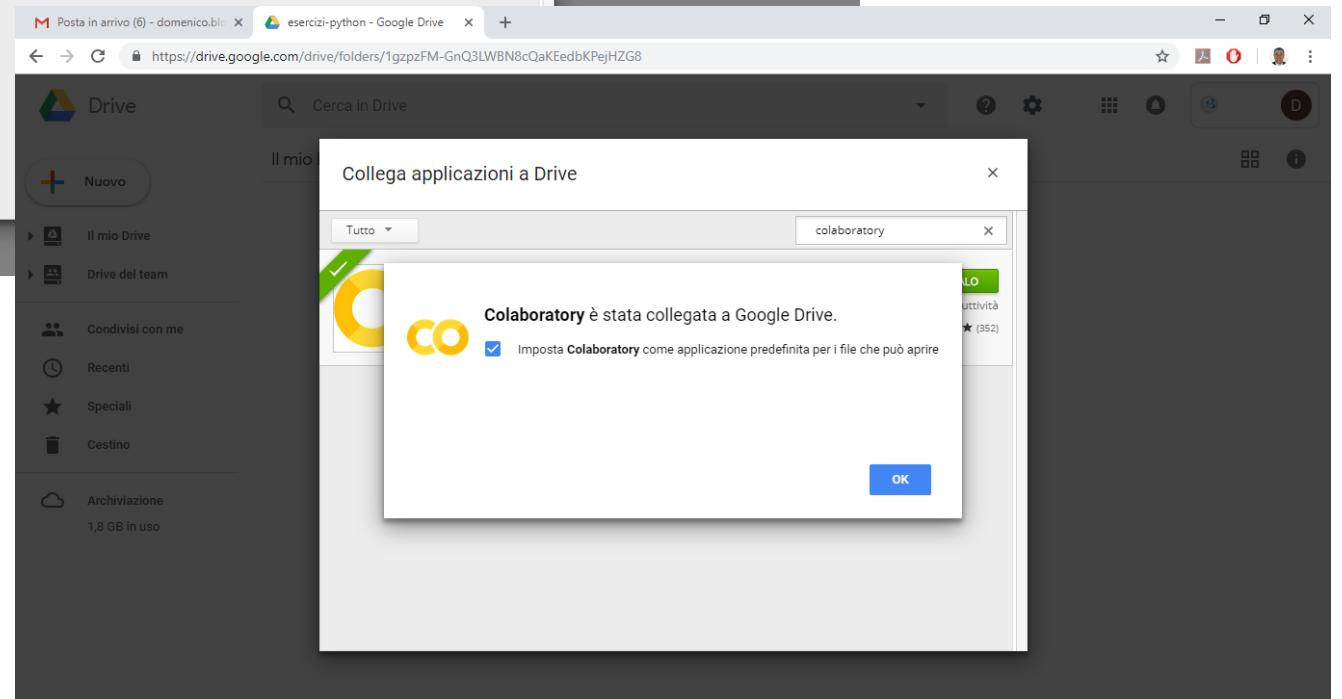 Posta in arrivo (6) - domenico.blo
esercizi-python - Google Drive
https://drive.google.com/drive/folders/1gzpzFM-GnQ3LWBN8cQaKEedbKPejHZG8
Drive
Cerca in Drive
D
Nuovo
Il mio
Il mio Drive
Drive del team
Condivisi con me
Recenti
Speciali
Cestino
Archiviazione
1,8 GB in uso
Collega applicazioni a Drive
Tutto
colaboratory
LO
uttività
(352)
Colaboratory è stata collegata a Google Drive.
Imposta Colaboratory come applicazione predefinita per i file che può aprire
OK